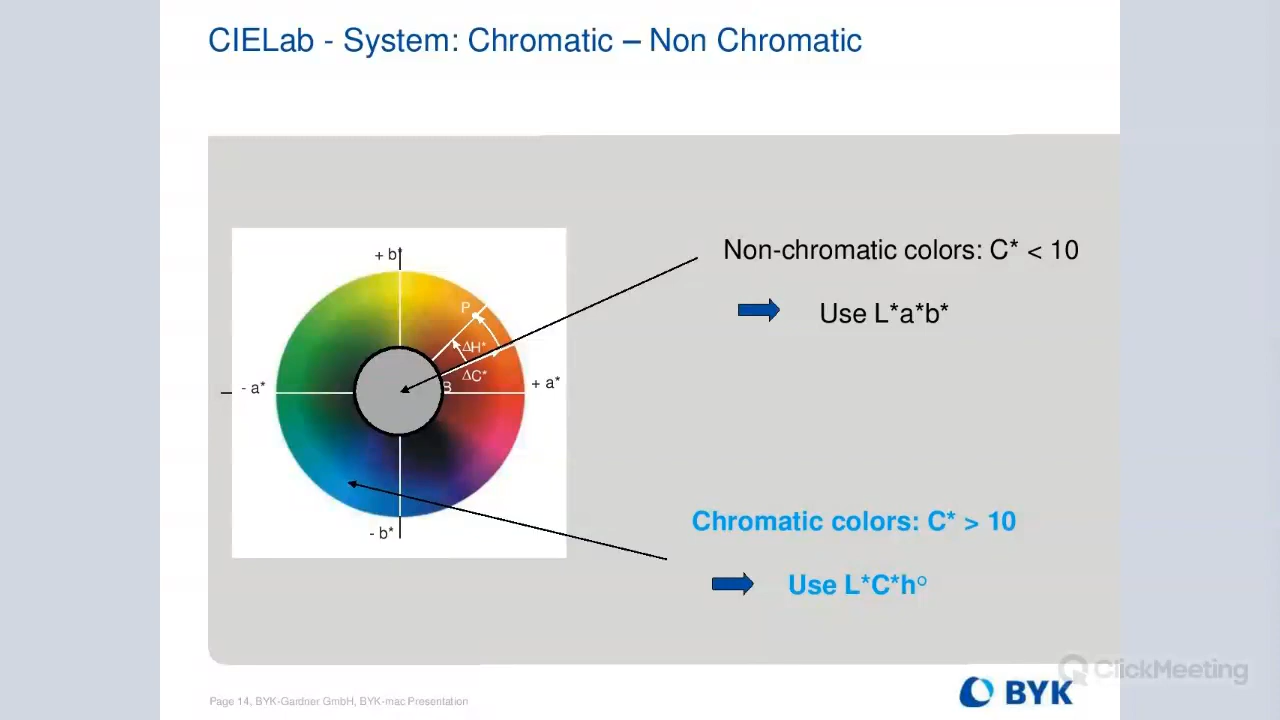 CIELab - System: Chromatic – Non Chromatic
+ b*
P
ΔH*
ΔC*
B
- a*
+ a*
- b*
Non-chromatic colors: C* < 10
Use L*a*b*
Chromatic colors: C* > 10
Use L*C*h°
Page 14, BYK-Gardner GmbH, BYK-mac Presentation
BYK
ClickMeeting